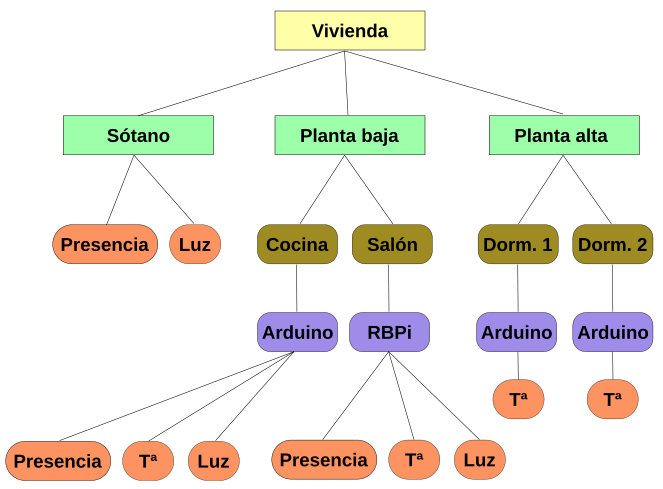 Vivienda
Sótano Planta baja Planta alta
Presencia Luz Cocina Salón Dorm. 1 Dorm. 2
Arduino RBPi Arduino Arduino
Tª Tª
Presencia Tª Luz Presencia Tª Luz